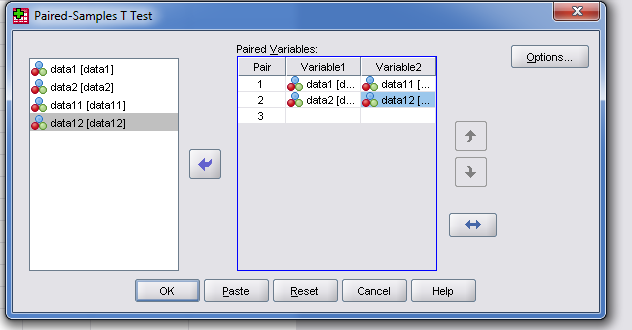 Paired-Samples T Test
Paired Variables:
data1 [data1]
data2 [data2]
data11 [data11]
data12 [data12]
Pair Variable1 Variable2
1 data1 [d... data11 [...
2 data2 [d... data12 [...
3
Options...
OK Paste Reset Cancel Help